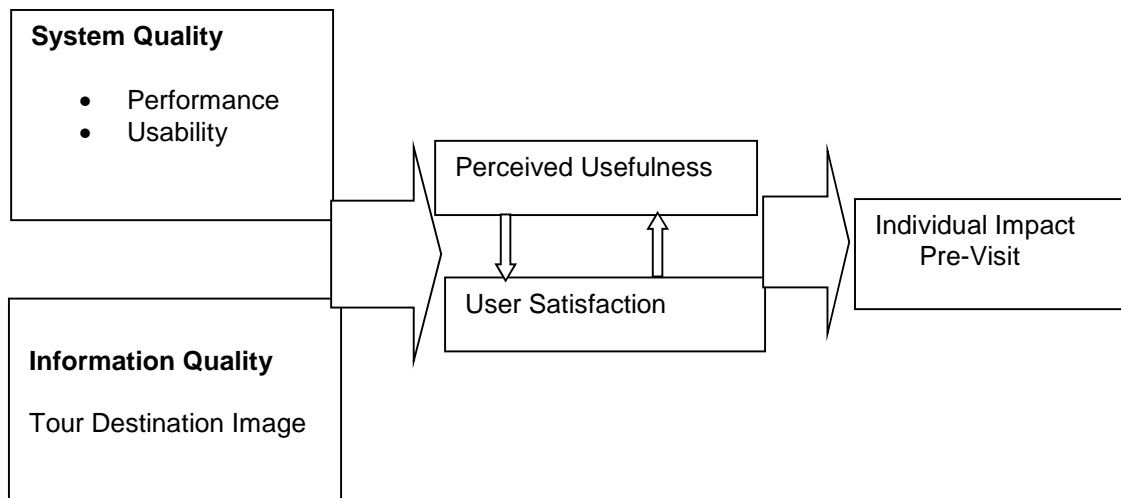 System Quality
• Performance
• Usability
Information Quality
Tour Destination Image
Perceived Usefulness
User Satisfaction
Individual Impact
Pre-Visit